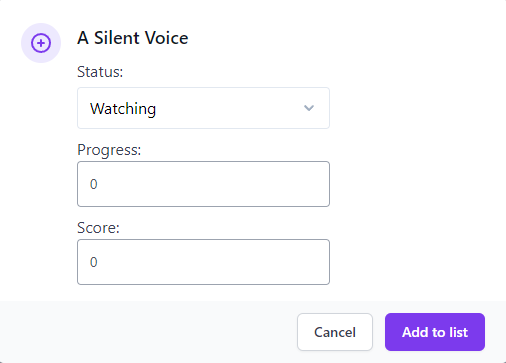 A Silent Voice
Status:
Watching
Progress:
0
Score:
0
Cancel
Add to list